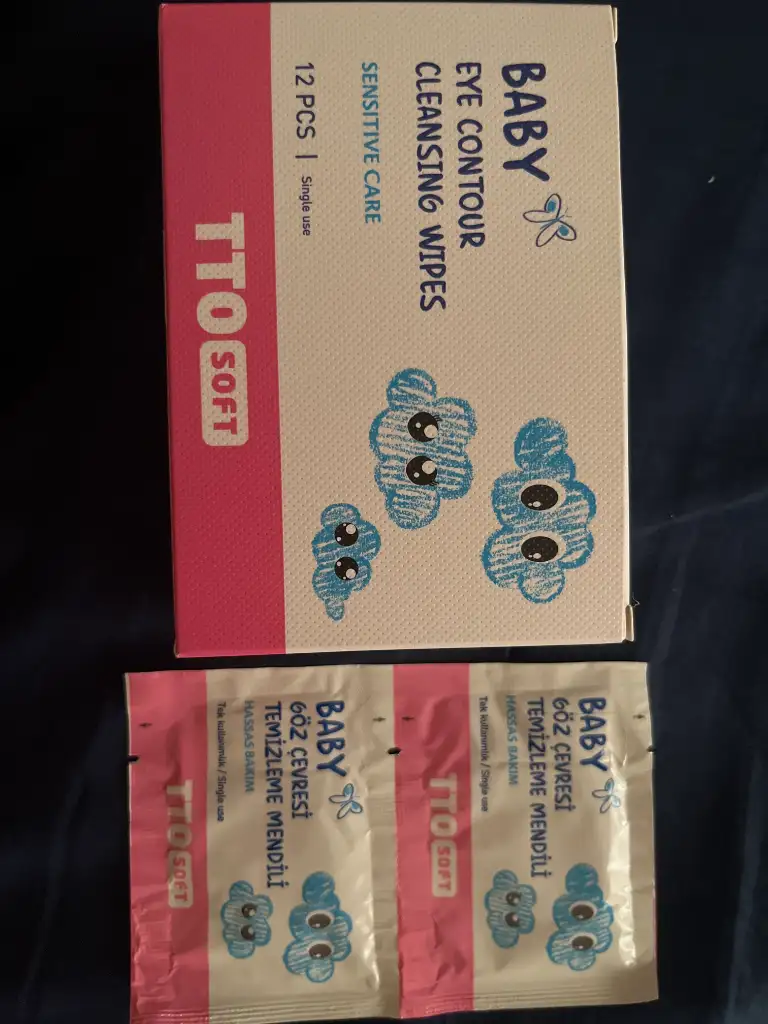 BABY
EYE CONTOUR
CLEANSING WIPES
SENSITIVE CARE
12 PCS | Single use
TTO SOFT
BABY
GÖZ ÇEVRESİ
TEMİZLEME MENDİLİ
HASSAS BAKIM
Tek kullanımlık / Single use
TTO SOFT
BABY
GÖZ ÇEVRESİ
TEMİZLEME MENDİLİ
HASSAS BAKIM
Tek kullanımlık / Single use
TTO SOFT